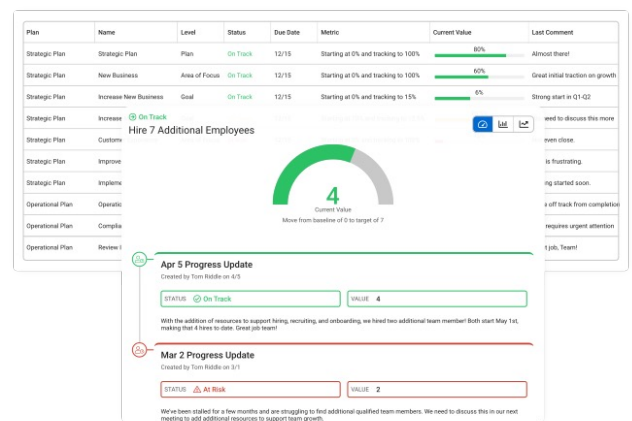 Plan Name Level Status Due Date Metric Current Value Last Comment
Strategic Plan Strategic Plan Plan On Track 12/15 Starting at 0% and tracking to 100% 80% Almost there!
Strategic Plan New Business Area of Focus On Track 12/15 Starting at 0% and tracking to 100% 60% Great initial traction on growth
Strategic Plan Increase New Business Goal On Track 12/15 Starting at 0% and tracking to 15% 6% Strong start in Q1-Q2
Strategic Plan Increase need to discuss this more
Strategic Plan Custome even close.
Strategic Plan Improve is frustrating.
Strategic Plan Impleme ng started soon.
Operational Plan Operatic e off track from completion
Operational Plan Complia requires urgent attention
Operational Plan Review I t job, Team!
On Track
Hire 7 Additional Employees
4
Current Value
Move from baseline of 0 to target of 7
Apr 5 Progress Update
Created by Tom Riddle on 4/5
STATUS On Track VALUE 4
With the addition of resources to support hiring, recruiting, and onboarding, we hired two additional team member! Both start May 1st,
making that 4 hires to date. Great job team!
Mar 2 Progress Update
Created by Tom Riddle on 3/1
STATUS At Risk VALUE 2
We've been stalled for a few months and are struggling to find additional qualified team members. We need to discuss this in our next
meeting to add additional resources to support team growth.